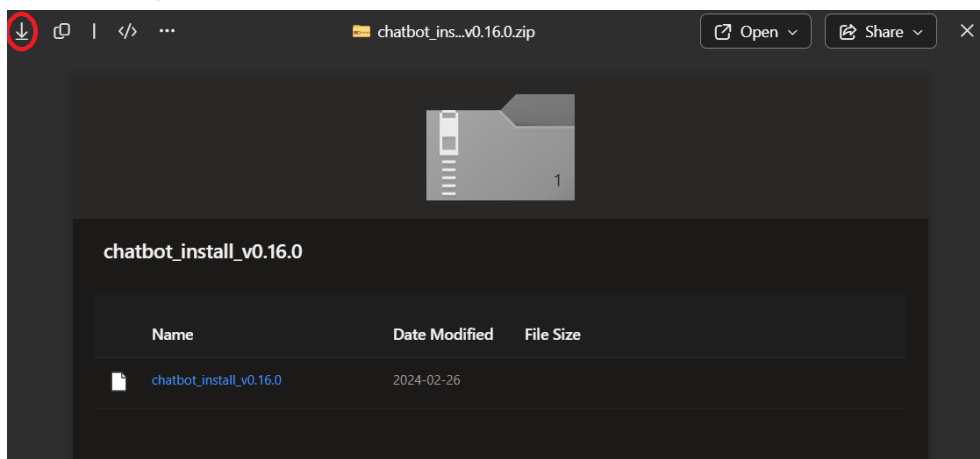 chatbot_ins...v0.16.0.zip Open Share
1
chatbot_install_v0.16.0
Name Date Modified File Size
chatbot_install_v0.16.0 2024-02-26